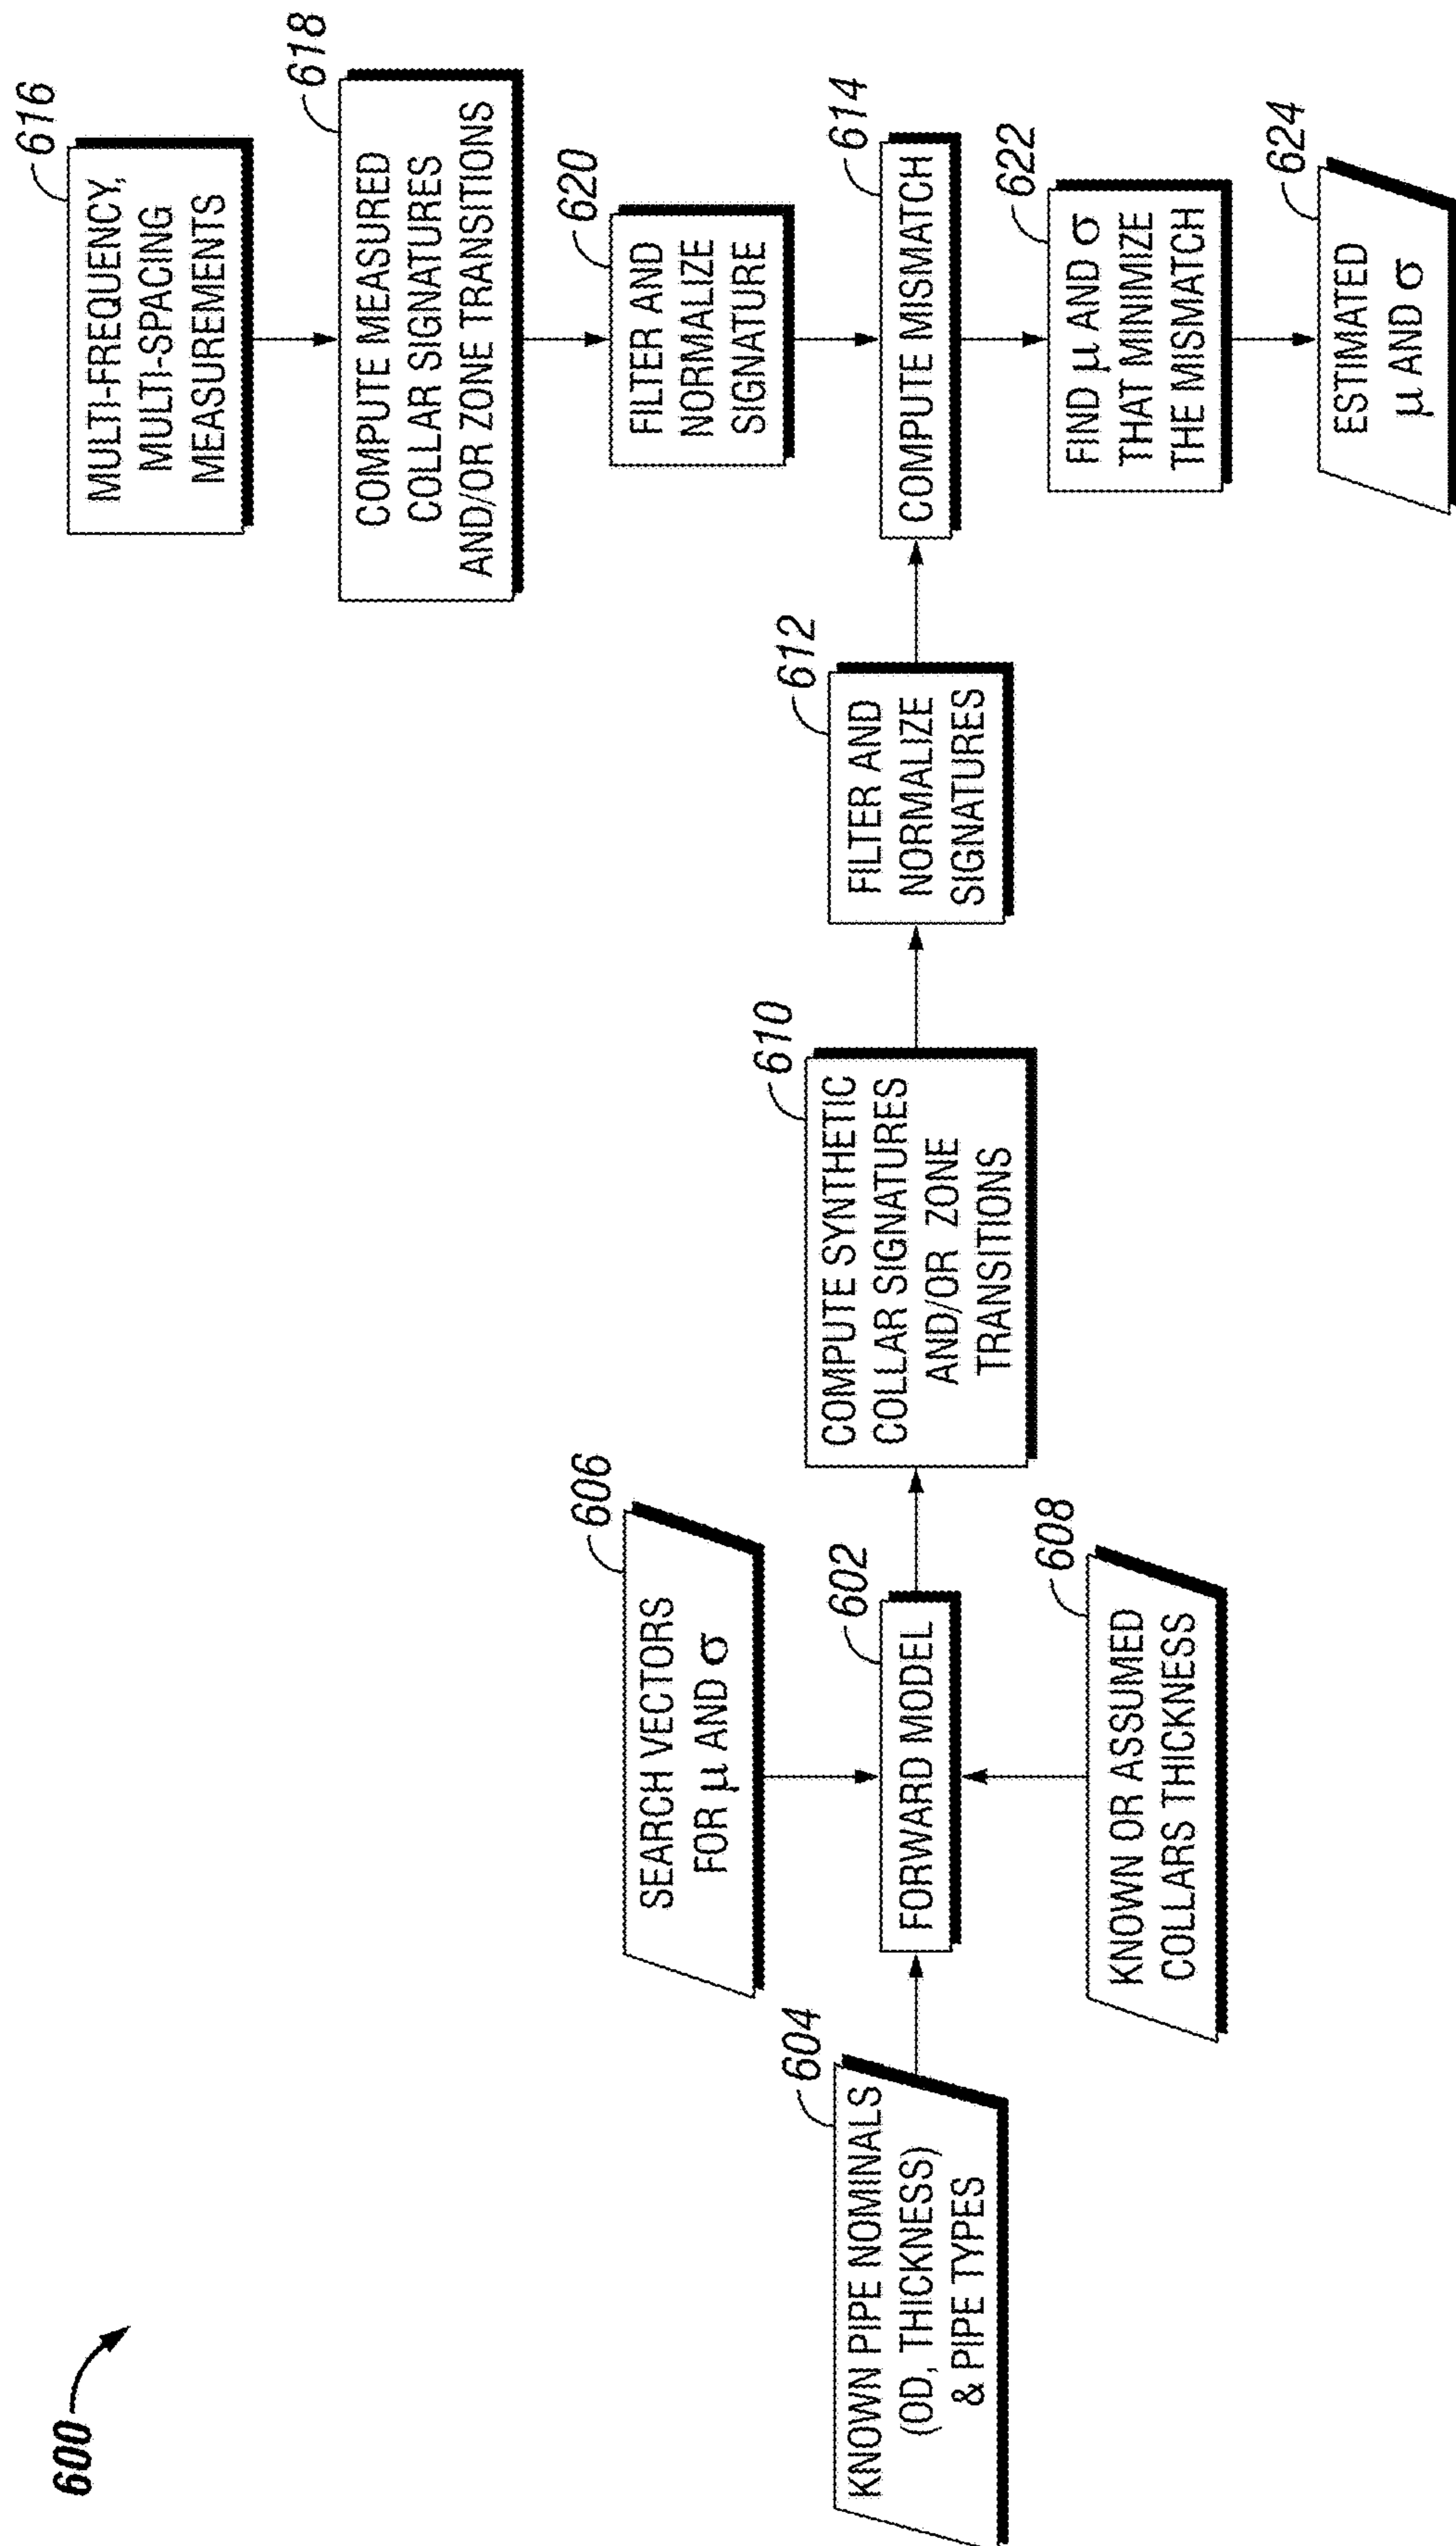 600
604
KNOWN PIPE NOMINALS
(OD, THICKNESS)
& PIPE TYPES
606
SEARCH VECTORS
FOR μ AND σ
602
FORWARD MODEL
608
KNOWN OR ASSUMED
COLLARS THICKNESS
610
COMPUTE SYNTHETIC
COLLAR SIGNATURES
AND/OR ZONE
TRANSITIONS
612
FILTER AND
NORMALIZE
SIGNATURES
616
MULTI-FREQUENCY,
MULTI-SPACING
MEASUREMENTS
618
COMPUTE MEASURED
COLLAR SIGNATURES
AND/OR ZONE TRANSITIONS
620
FILTER AND
NORMALIZE
SIGNATURE
614
COMPUTE MISMATCH
622
FIND μ AND σ
THAT MINIMIZE
THE MISMATCH
624
ESTIMATED
μ AND σ